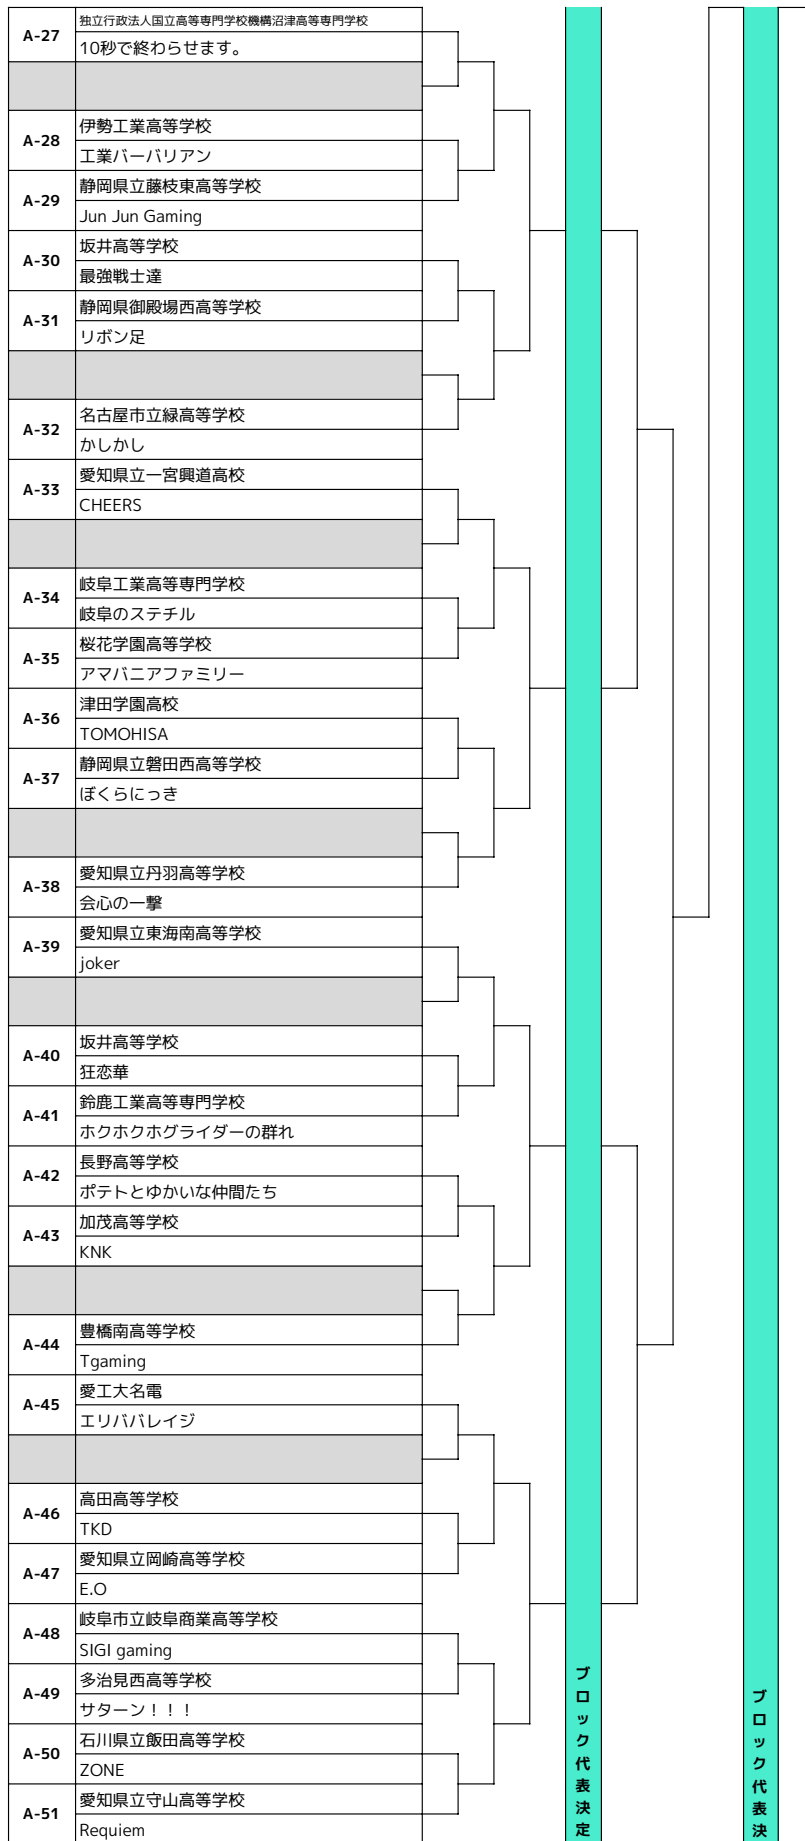 A-27
独立行政法人国立高等専門学校機構沼津高等専門学校
10秒で終わらせます。
A-28
伊勢工業高等学校
工業バーバリアン
A-29
静岡県立藤枝東高等学校
Jun Jun Gaming
A-30
坂井高等学校
最強戦士達
A-31
静岡県御殿場西高等学校
リボン足
A-32
名古屋市立緑高等学校
かしかし
A-33
愛知県立一宮興道高校
CHEERS
A-34
岐阜工業高等専門学校
岐阜のステチル
A-35
桜花学園高等学校
アマバニアファミリー
A-36
津田学園高校
TOMOHISA
A-37
静岡県立磐田西高等学校
ぼくらにっき
A-38
愛知県立丹羽高等学校
会心の一撃
A-39
愛知県立東海南高等学校
joker
A-40
坂井高等学校
狂恋華
A-41
鈴鹿工業高等専門学校
ホクホクホグライダーの群れ
A-42
長野高等学校
ポテトとゆかいな仲間たち
A-43
加茂高等学校
KNK
A-44
豊橋南高等学校
Tgaming
A-45
愛工大名電
エリババレイジ
A-46
高田高等学校
TKD
A-47
愛知県立岡崎高等学校
E.O
A-48
岐阜市立岐阜商業高等学校
SIGI gaming
A-49
多治見西高等学校
サターン！！！
A-50
石川県立飯田高等学校
ZONE
A-51
愛知県立守山高等学校
Requiem
ブロック代表決定
ブロック代表決